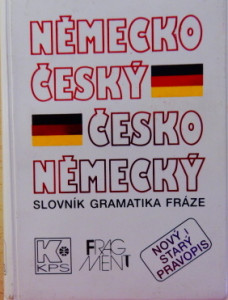 NĚMECKO
ČESKÝ
ČESKO
NĚMECKÝ
SLOVNÍK GRAMATIKA FRÁZE
K
KPS
FRAG
MENT
NOVÝ I
STARÝ
PRAVOPIS